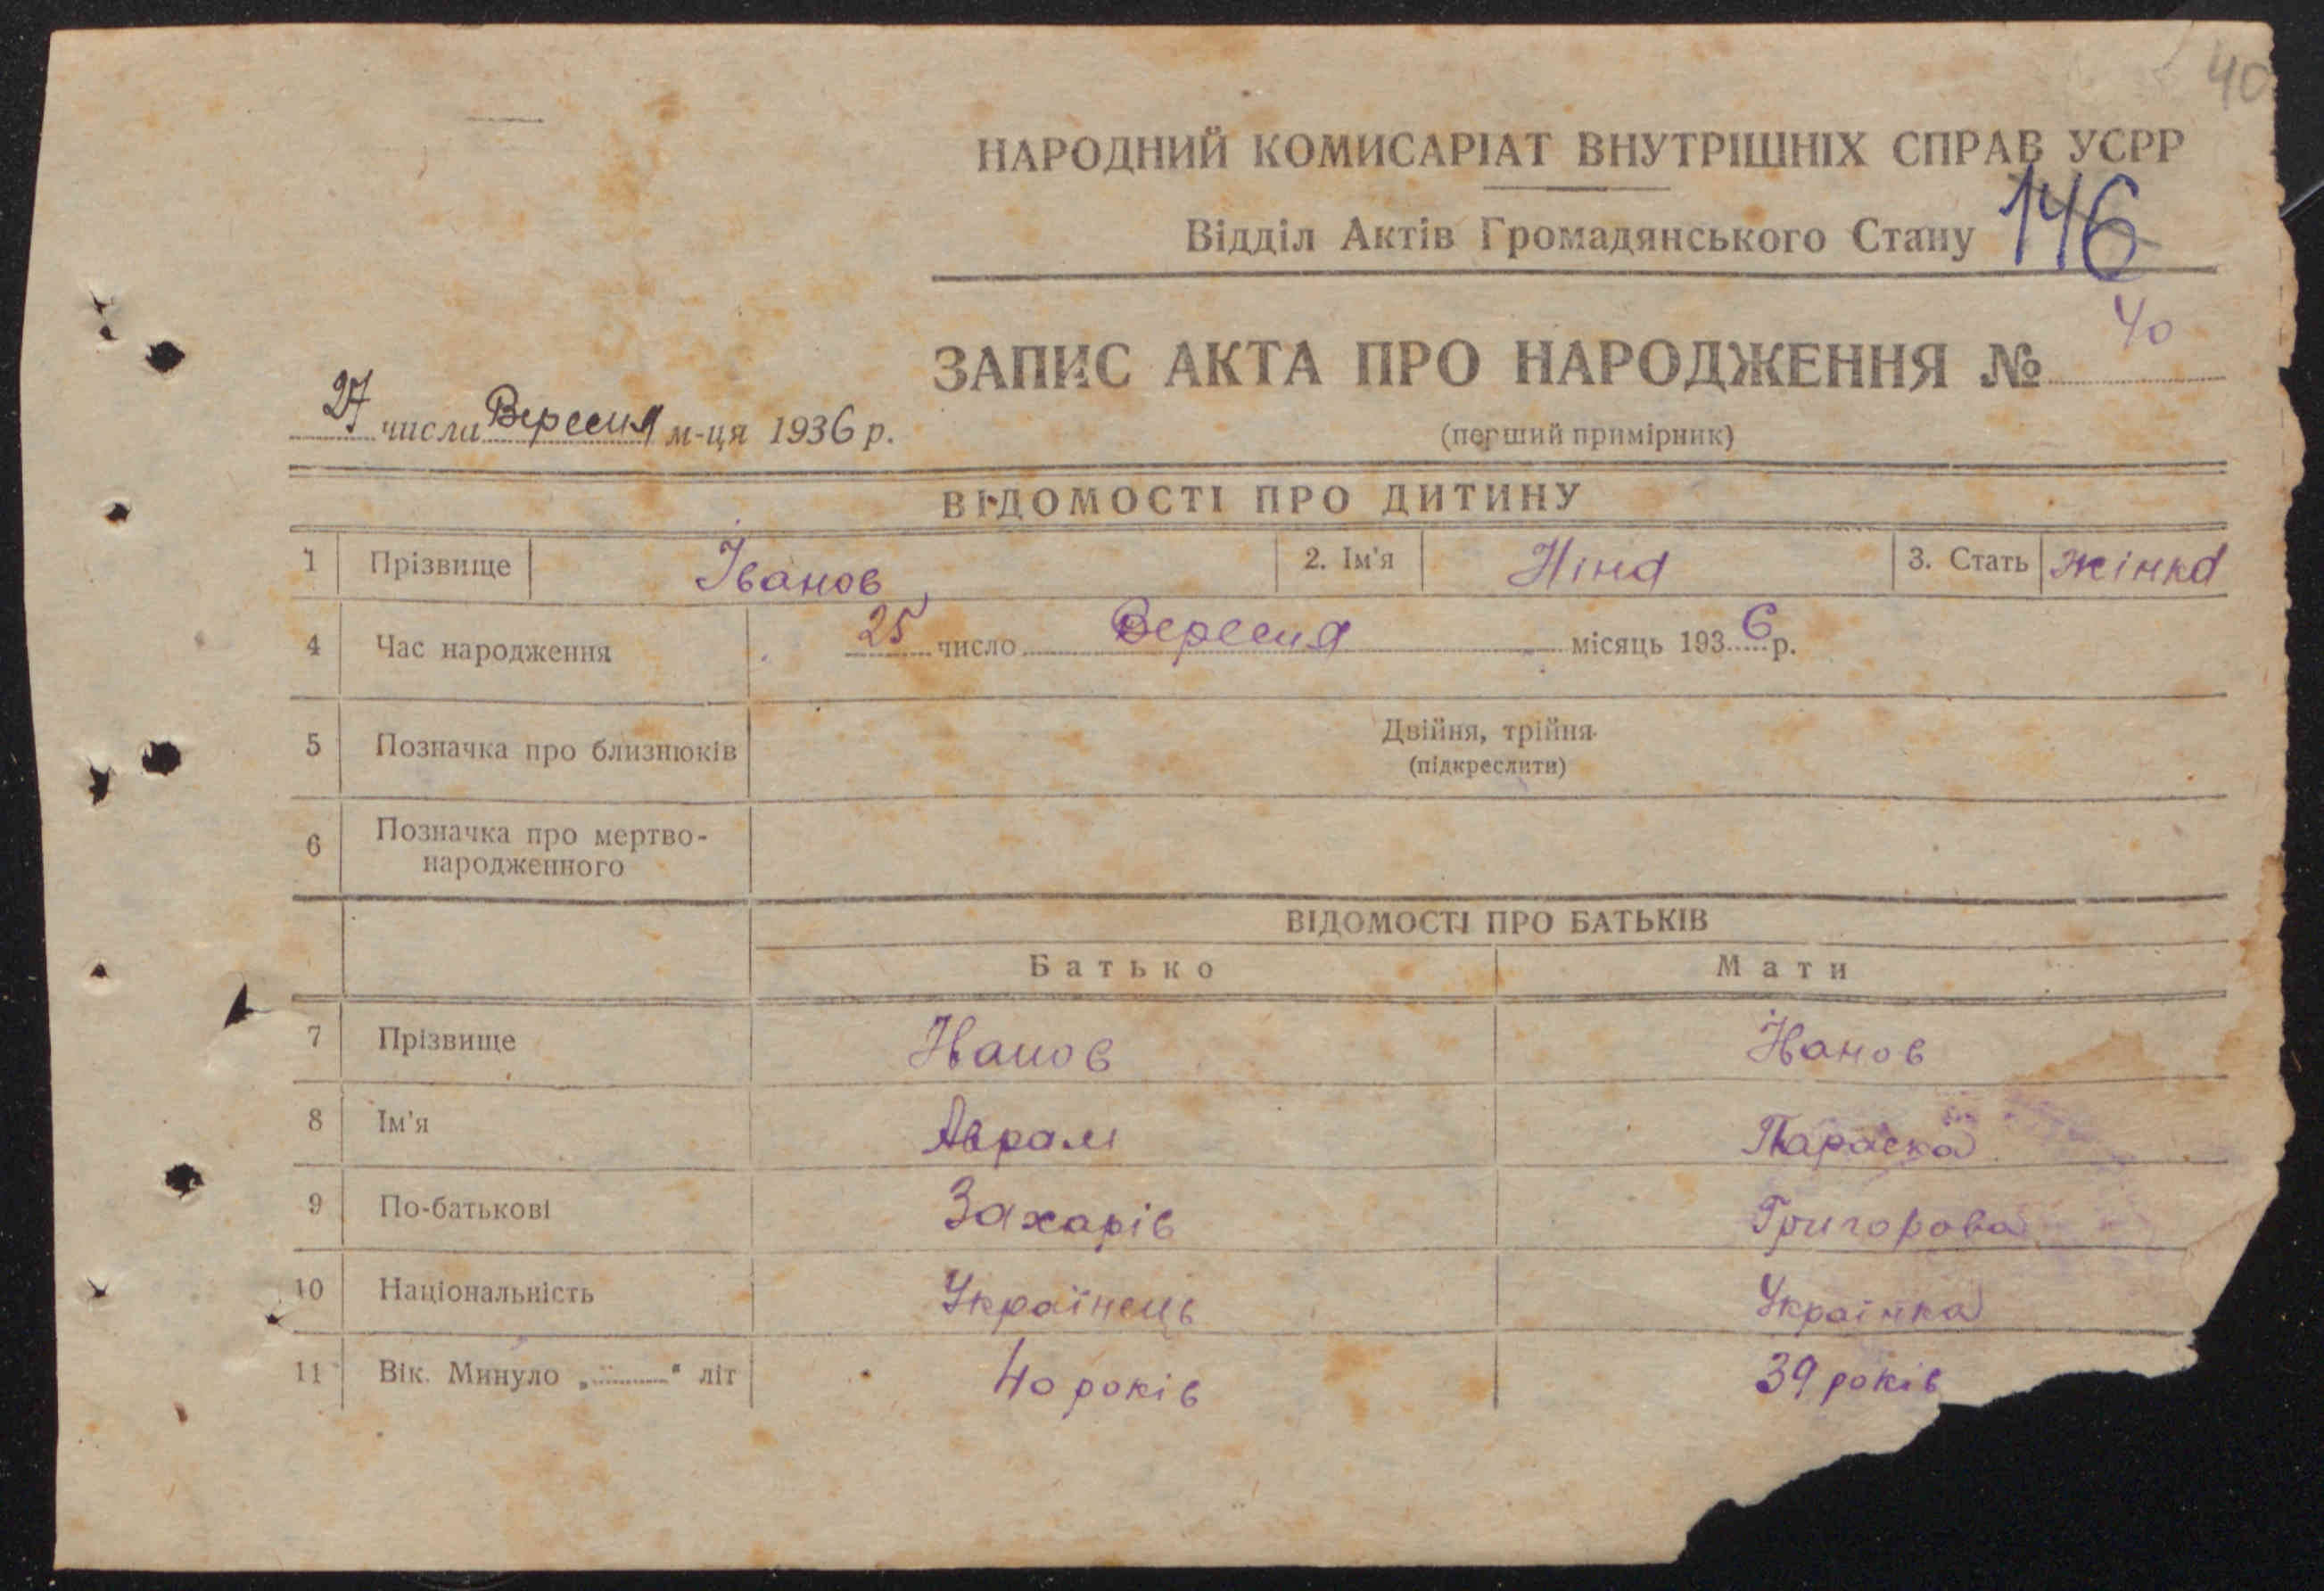 40
НАРОДНИЙ КОМИСАРІАТ ВНУТРІШНІХ СПРАВ УСРР
Відділ Актів Громадянського Стану 146
ЗАПИС АКТА ПРО НАРОДЖЕННЯ № 40
27 числа Вересня м-ця 1936 р.
(перший примірник)
ВІДОМОСТІ ПРО ДИТИНУ
1 Прізвище Іванов 2. Ім'я Ніна 3. Стать жінка
4 Час народження 25 число Вересня місяць 1936 р.
5 Позначка про близнюків Двійня, трійня
(підкреслити)
6 Позначка про мертво-
народженного
ВІДОМОСТІ ПРО БАТЬКІВ
Батько Мати
7 Прізвище Іванов Іванов
8 Ім'я Аврам Параска
9 По-батькові Захарів Григорова
10 Національність Українець Українка
11 Вік. Минуло „ “ літ 40 років 39 років